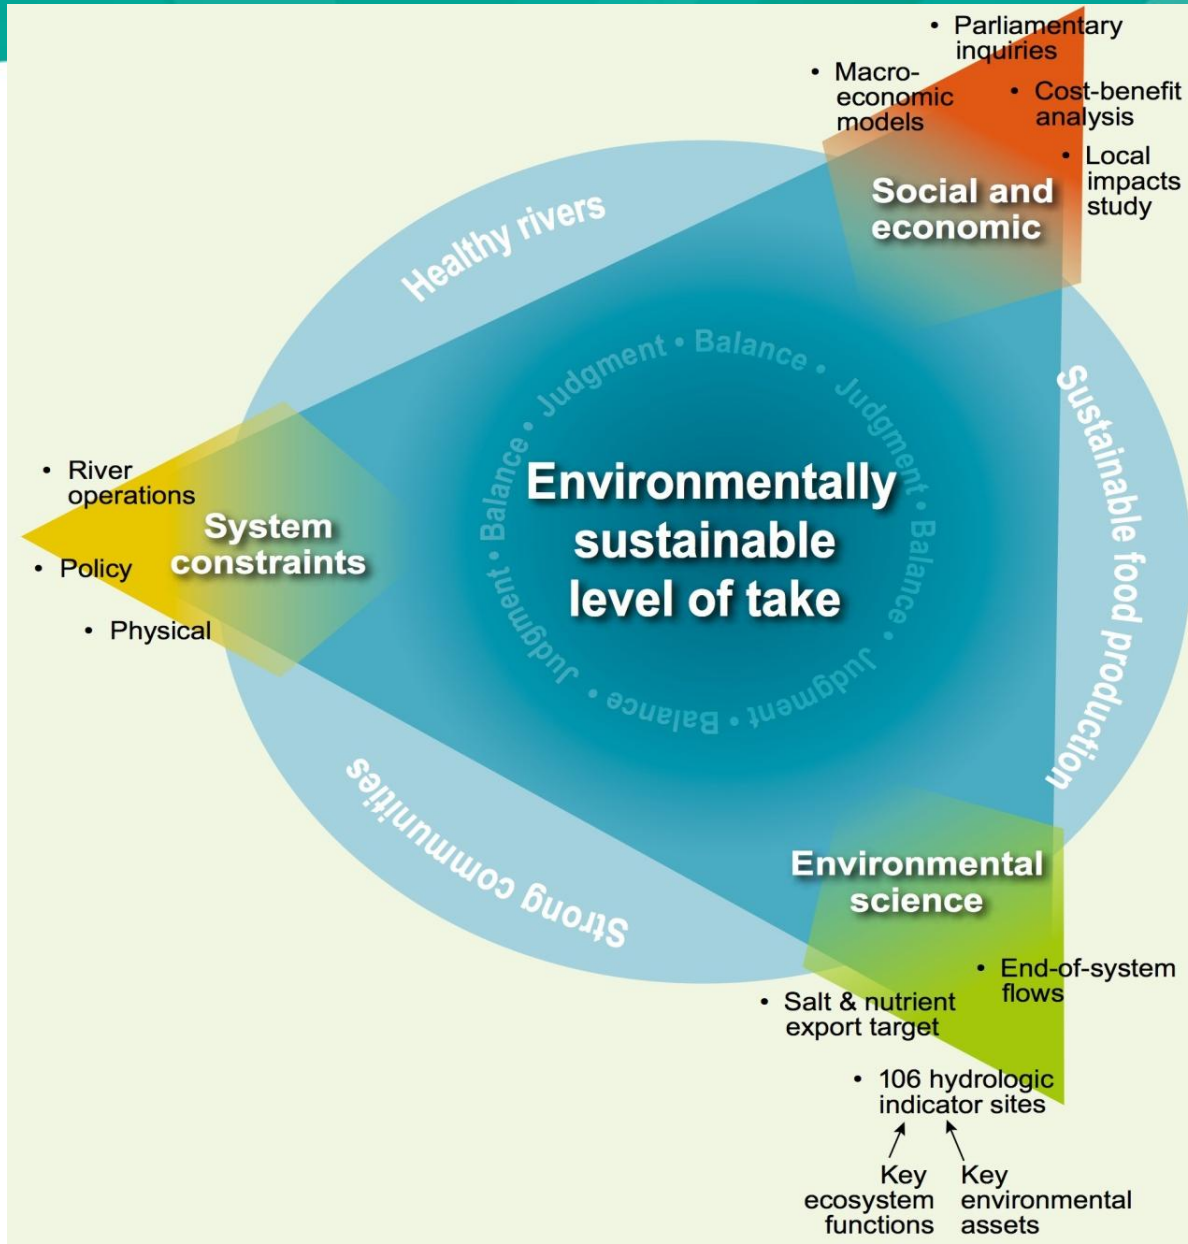 • Parliamentary
inquiries
• Macro-
economic
models
• Cost-benefit
analysis
• Local
impacts
study
Social and
economic
Healthy rivers
Sustainable food production
Strong communities
Balance • Judgment • Balance • Judgment • Balance • Judgment • Balance • Judgment •
Environmentally
sustainable
level of take
• River
operations
• Policy
• Physical
System
constraints
Environmental
science
• End-of-system
flows
• Salt & nutrient
export target
• 106 hydrologic
indicator sites
Key
ecosystem
functions
Key
environmental
assets